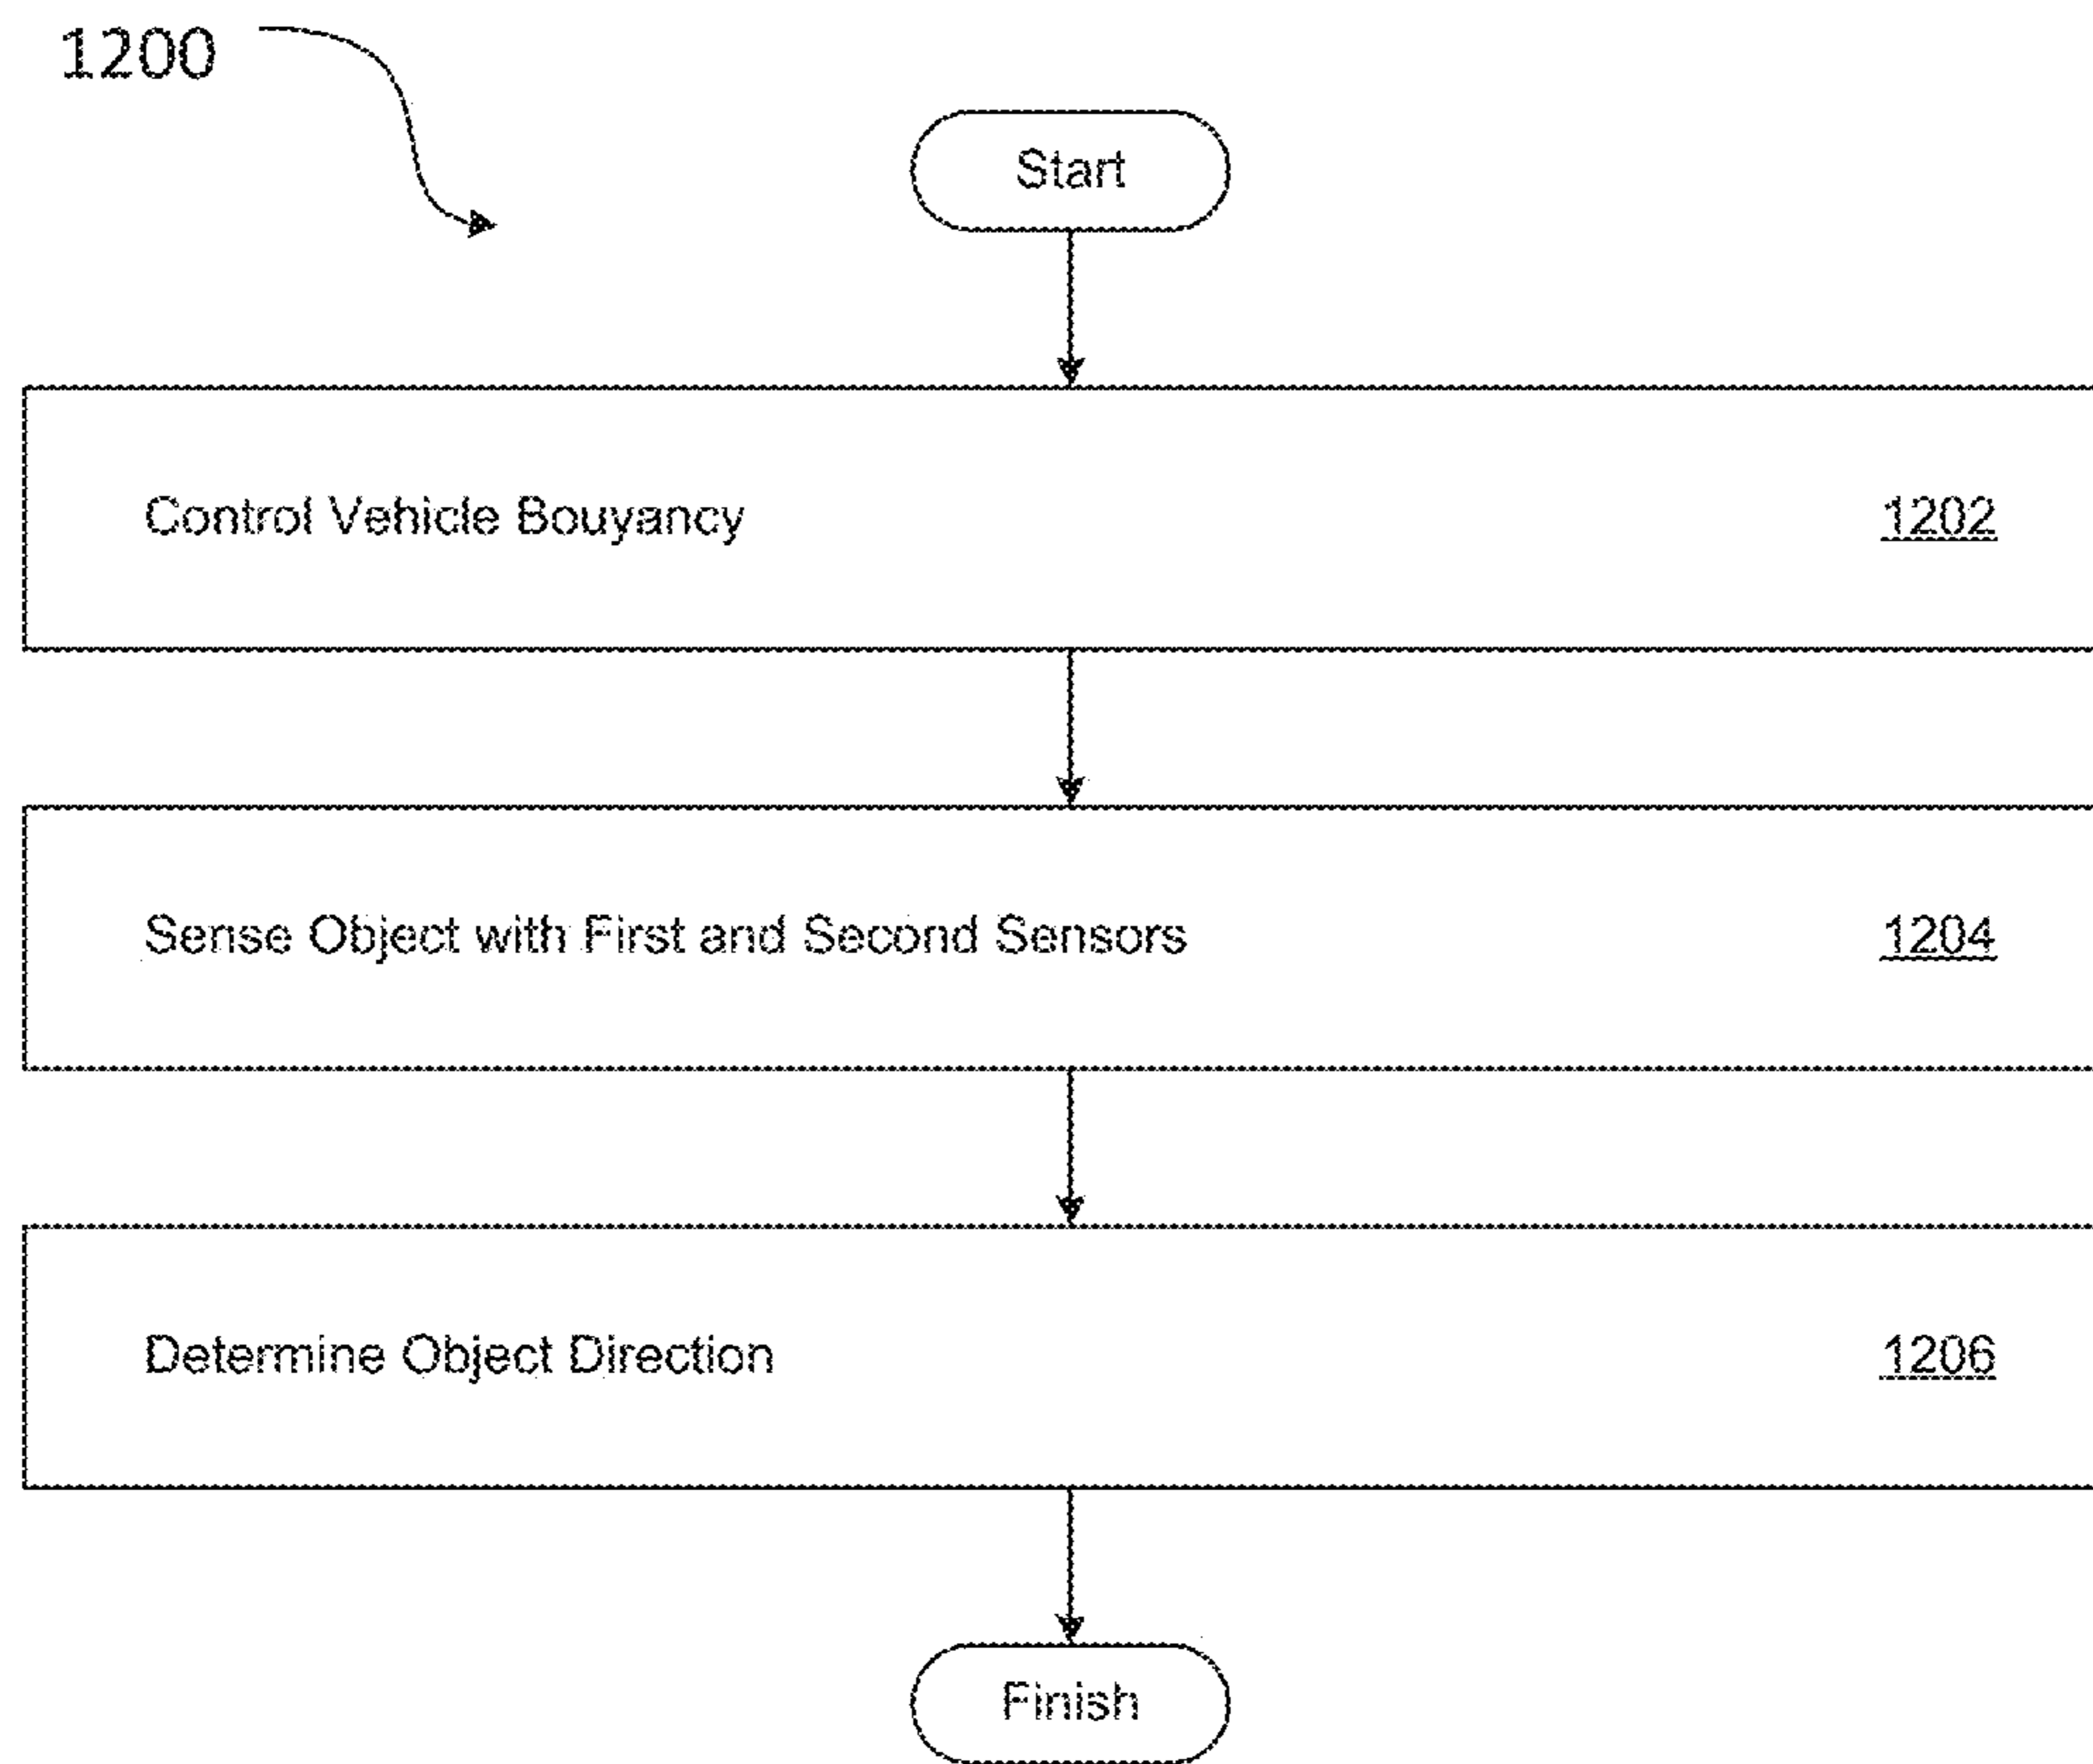 1200
Start
Control Vehicle Bouyancy 1202
Sense Object with First and Second Sensors 1204
Determine Object Direction 1206
Finish